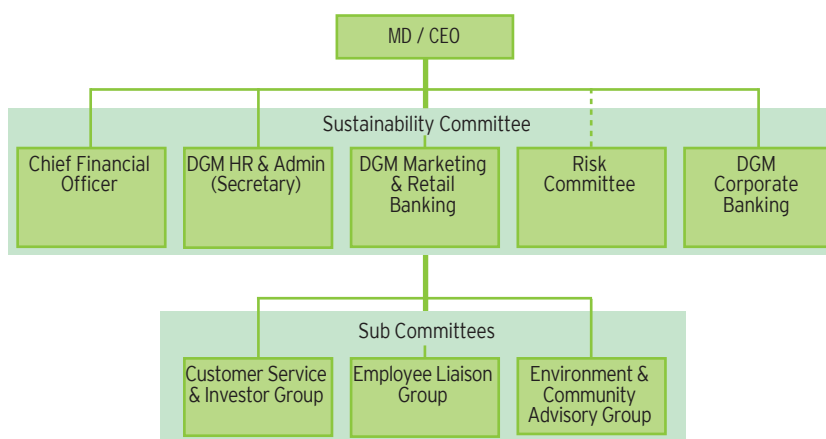 MD / CEO
Sustainability Committee
Chief Financial
Officer
DGM HR & Admin
(Secretary)
DGM Marketing
& Retail
Banking
Risk
Committee
DGM
Corporate
Banking
Sub Committees
Customer Service
& Investor Group
Employee Liaison
Group
Environment &
Community
Advisory Group